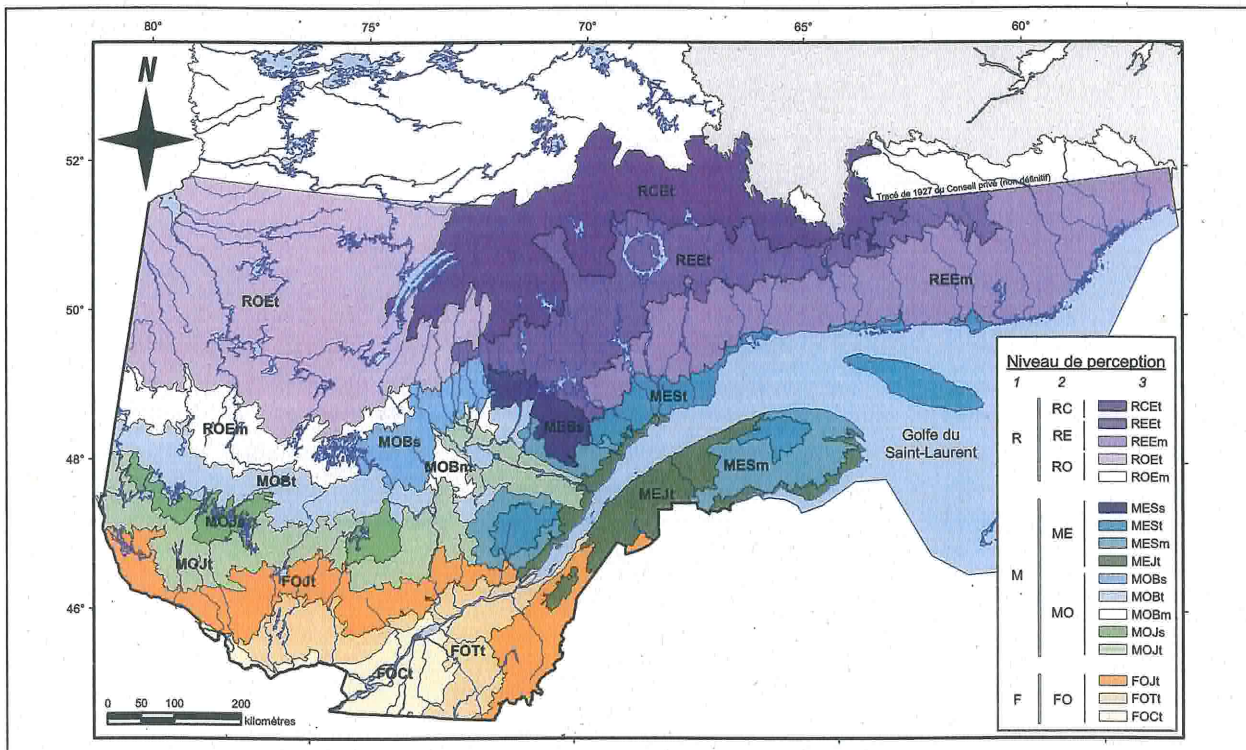 80° 75° 70° 65° 60°
N
52°
RCEt
Tracé de 1927 du Conseil privé (non définitif)
REEt
REEm
ROEt
50°
MESt
MESs
ROEm
MOBs
48°
MOBm
MOBt
MESm
MEJt
Golfe du
Saint-Laurent
MOJs
MOJt
FOJt
46°
FOTt
FOCt
0 50 100 200
kilomètres
Niveau de perception
1 2 3
R
RC
RCEt
RE
REEt
REEm
RO
ROEt
ROEm
M
ME
MESs
MESt
MESm
MEJt
MO
MOBs
MOBt
MOBm
MOJs
MOJt
F
FO
FOJt
FOTt
FOCt